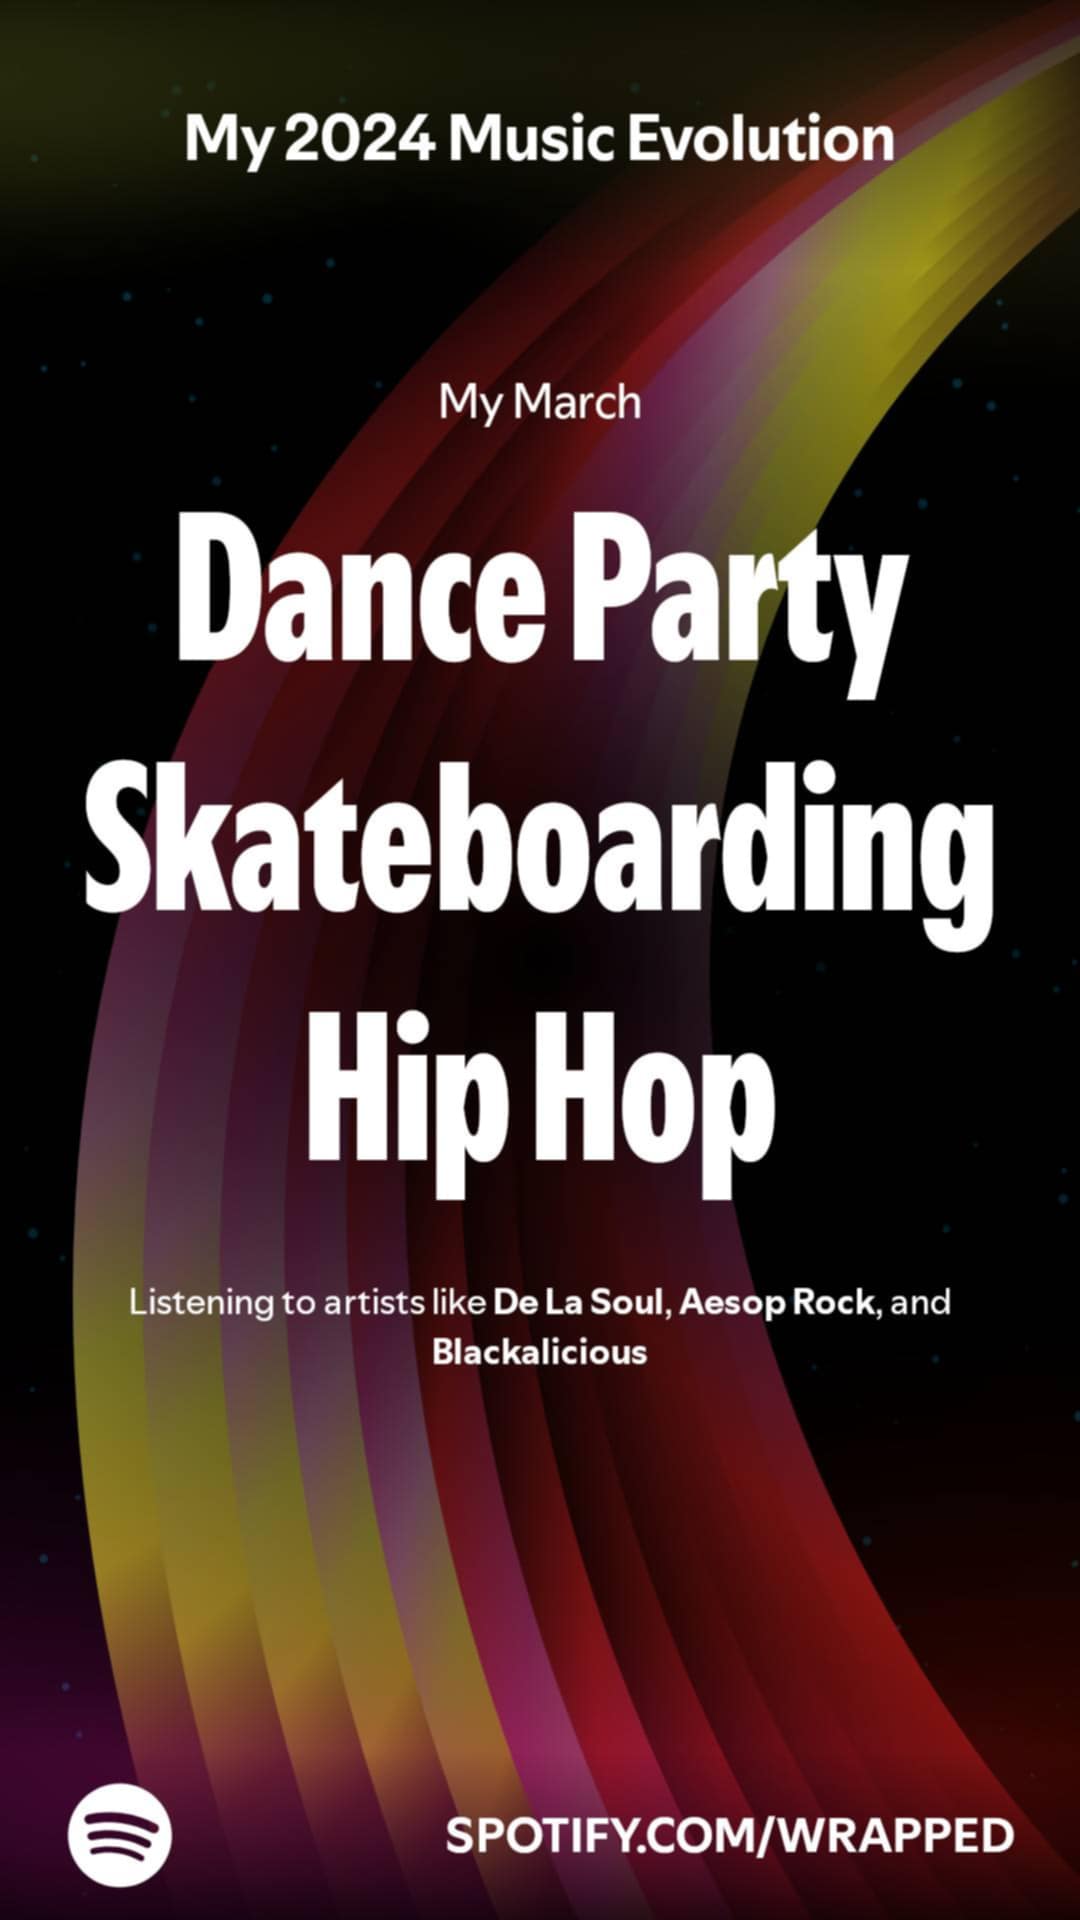 My 2024 Music Evolution
My March
Dance Party
Skateboarding
Hip Hop
Listening to artists like De La Soul, Aesop Rock, and
Blackalicious
SPOTIFY.COM/WRAPPED